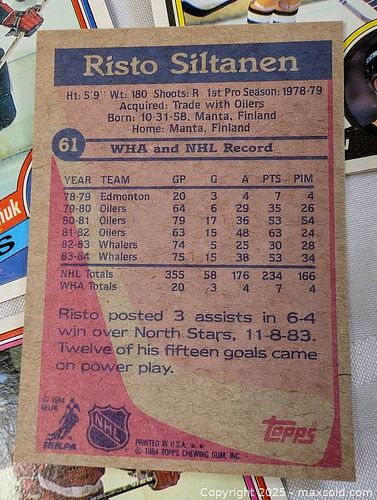 Risto Siltanen
Ht: 5'9" Wt: 180 Shoots: R 1st Pro Season: 1978-79
Acquired: Trade with Oilers
Born: 10-31-58, Manta, Finland
Home: Manta, Finland
61
WHA and NHL Record
YEAR TEAM GP G A PTS PIM
78-79 Edmonton 20 3 4 7 4
79-80 Oilers 64 6 29 35 26
80-81 Oilers 79 17 36 53 54
81-82 Oilers 63 15 48 63 24
82-83 Whalers 74 5 25 30 28
83-84 Whalers 75 15 38 53 34
NHL Totals 355 58 176 234 166
WHA Totals 20 3 4 7 4
Risto posted 3 assists in 6-4
win over North Stars, 11-8-83.
Twelve of his fifteen goals came
on power play.
© 1984
NHLPA
NHLPA
NHL
PRINTED IN U.S.A. **
© 1984 TOPPS CHEWING GUM, INC.
topps
nuk
S
Copyright 2025 - maxsold.com